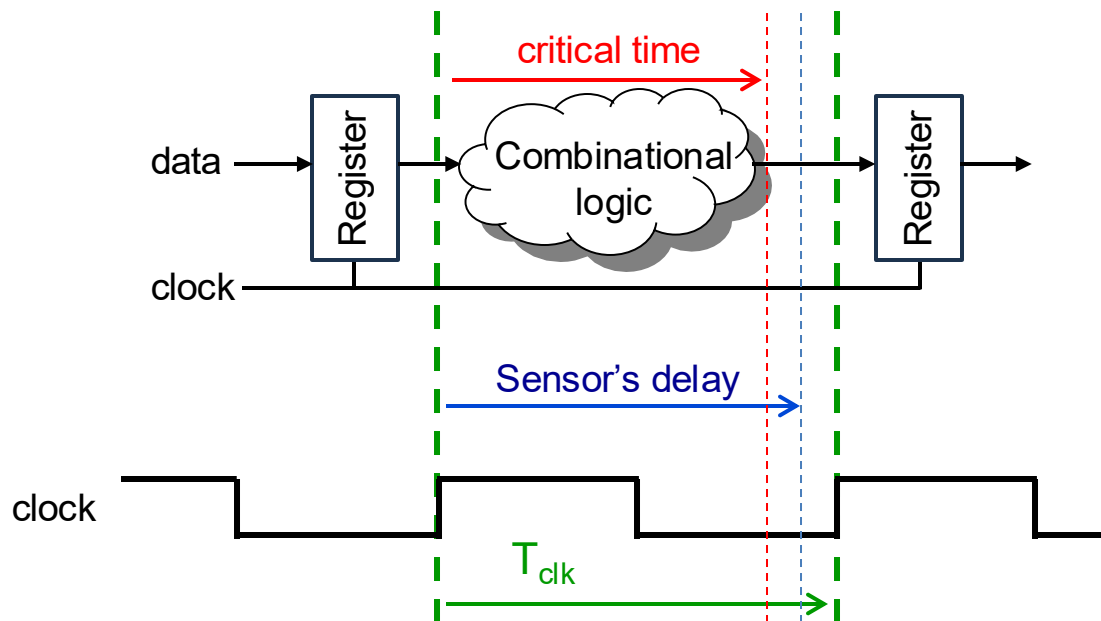 critical time
data
Register
Combinational
logic
Register
clock
Sensor's delay
clock
Tclk